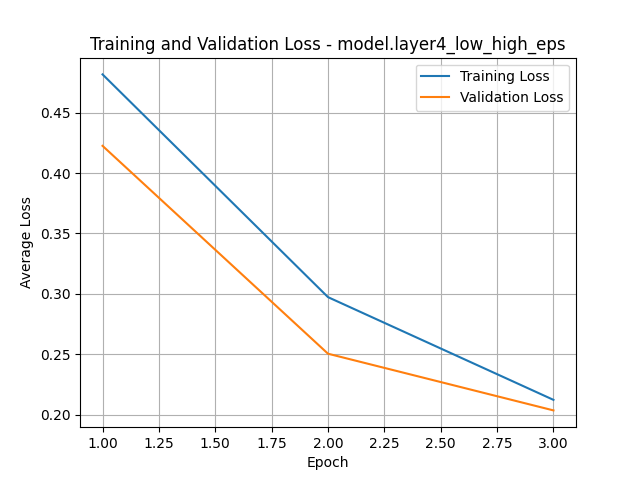 Training and Validation Loss - model.layer4_low_high_eps
Training Loss
Validation Loss
Average Loss
0.45
0.40
0.35
0.30
0.25
0.20
1.00 1.25 1.50 1.75 2.00 2.25 2.50 2.75 3.00
Epoch